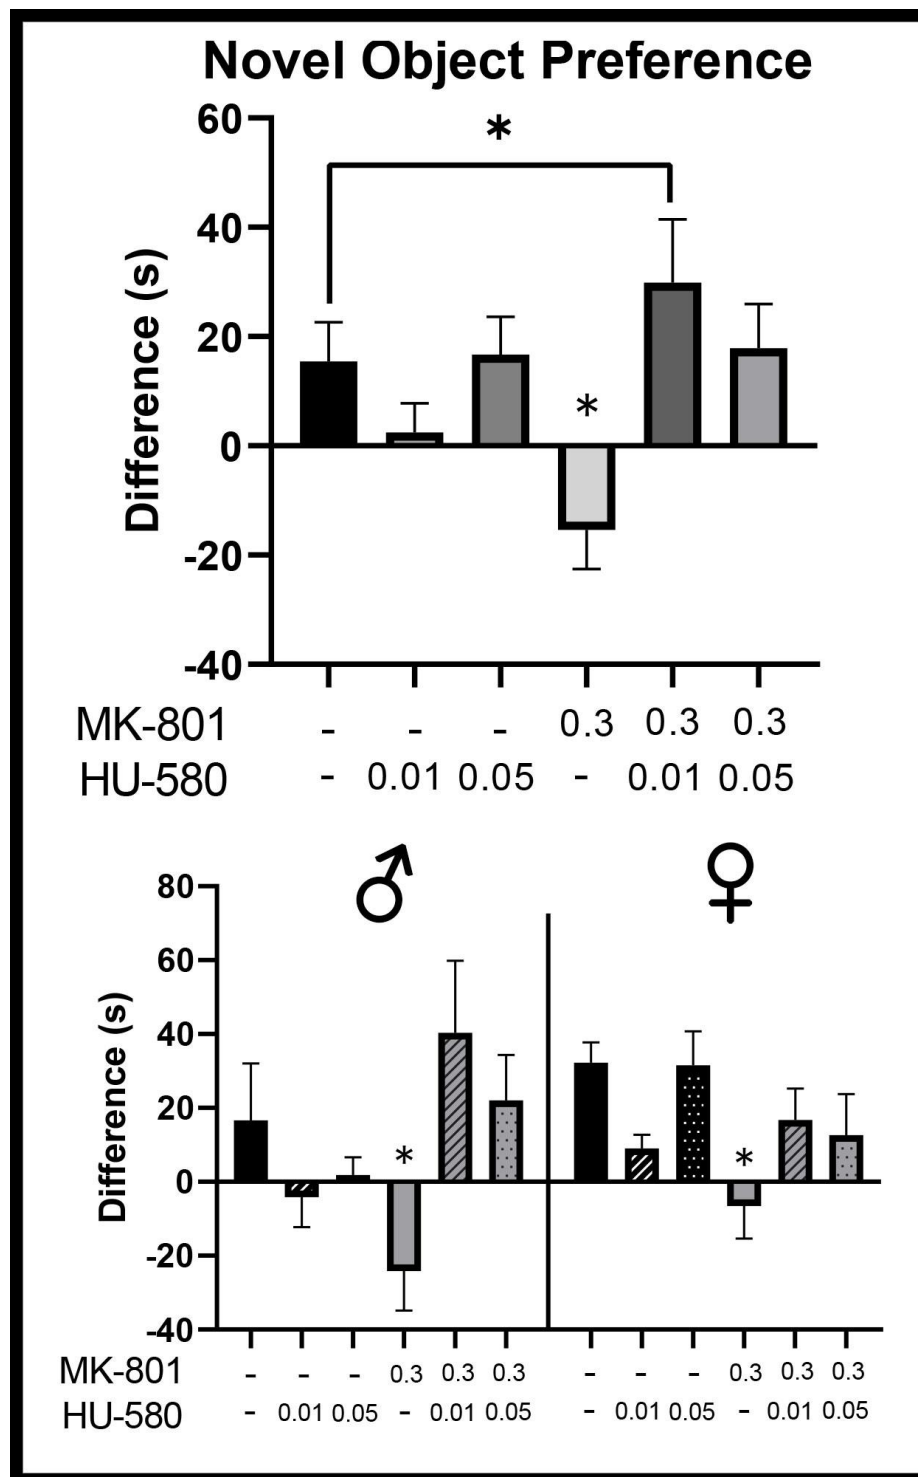 Novel Object Preference
60
*
40
Difference (s)
20
*
0
-20
-40
MK-801 - - - 0.3 0.3 0.3
HU-580 - 0.01 0.05 - 0.01 0.05
♂ ♀
80
60
40
Difference (s)
20
* *
0
-20
-40
MK-801 - - - 0.3 0.3 0.3 - - - 0.3 0.3 0.3
HU-580 - 0.01 0.05 - 0.01 0.05 - 0.01 0.05 - 0.01 0.05